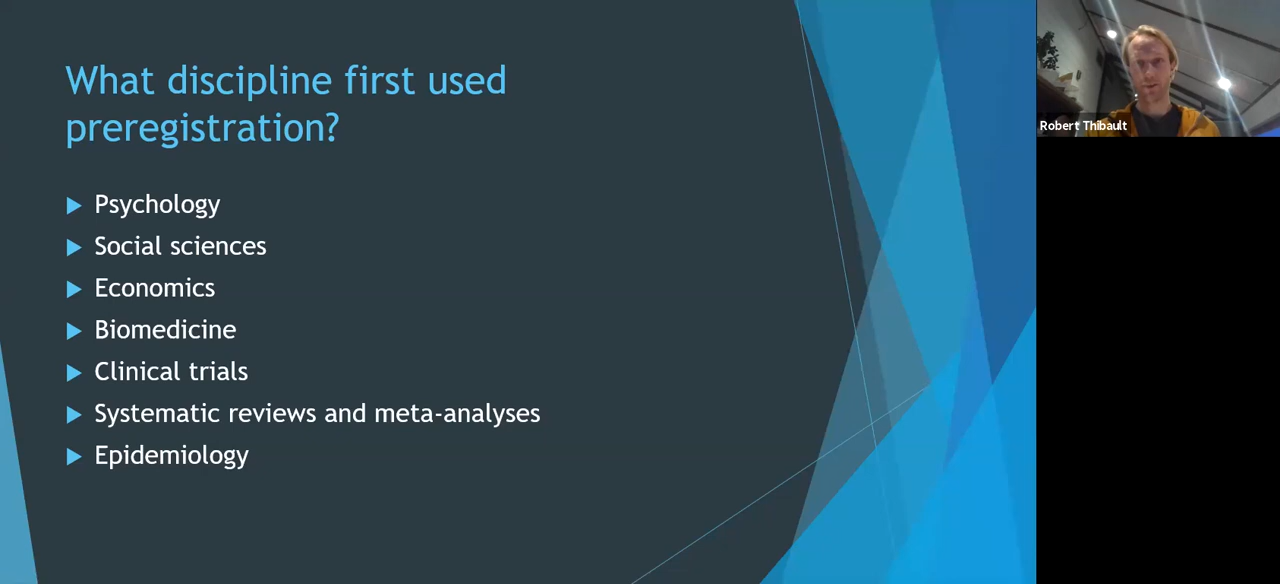 What discipline first used
preregistration?
Psychology
Social sciences
Economics
Biomedicine
Clinical trials
Systematic reviews and meta-analyses
Epidemiology
Robert Thibault